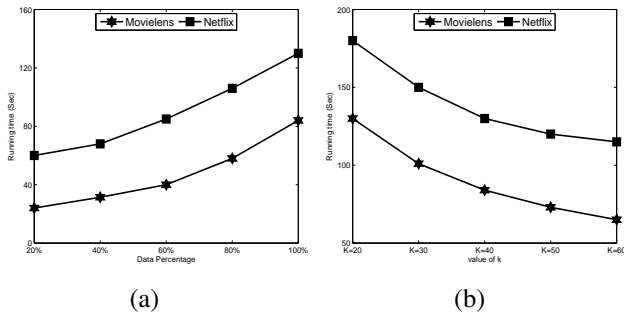 Movielens Netflix
160
120
80
40
0
Running time (Sec)
20% 40% 60% 80% 100%
Data Percentage
(a)
Movielens Netflix
200
150
100
50
Running time (Sec)
K=20 K=30 K=40 K=50 K=60
value of k
(b)